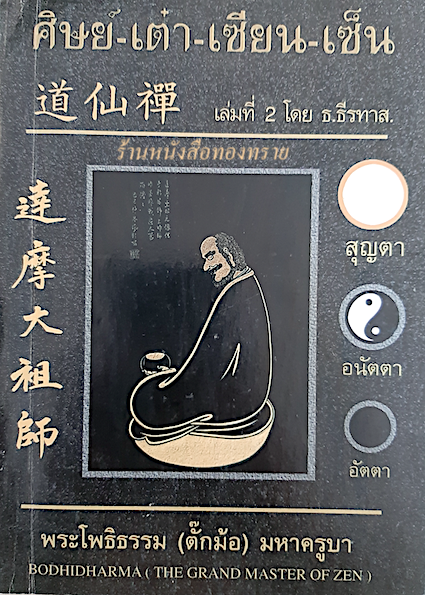 ศิษย์-เต๋า-เซียน-เซ็น
道仙禪
เล่มที่ 2 โดย ธ.ธีรทาส.
ร้านหนังสือทองทราย
達摩大祖師
สุญตา
อนัตตา
อัตตา
พระโพธิธรรม (ตั๊กม้อ) มหาครูบา
BODHIDHARMA ( THE GRAND MASTER OF ZEN )